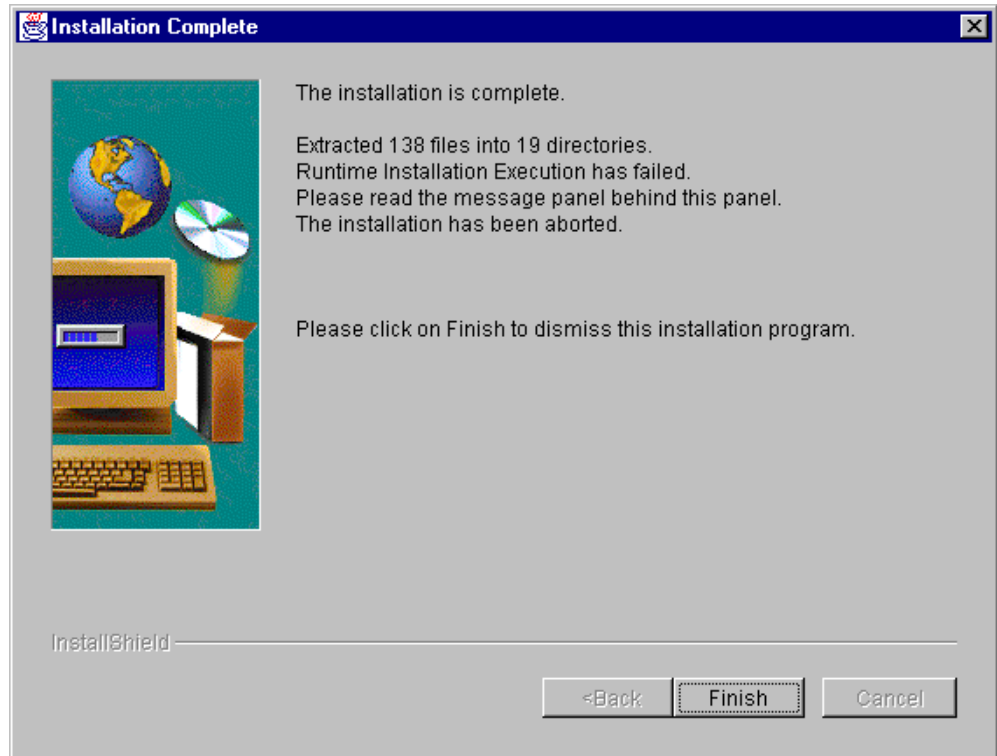 Installation Complete
The installation is complete.
Extracted 138 files into 19 directories.
Runtime Installation Execution has failed.
Please read the message panel behind this panel.
The installation has been aborted.
Please click on Finish to dismiss this installation program.
InstallShield
<Back Finish Cancel